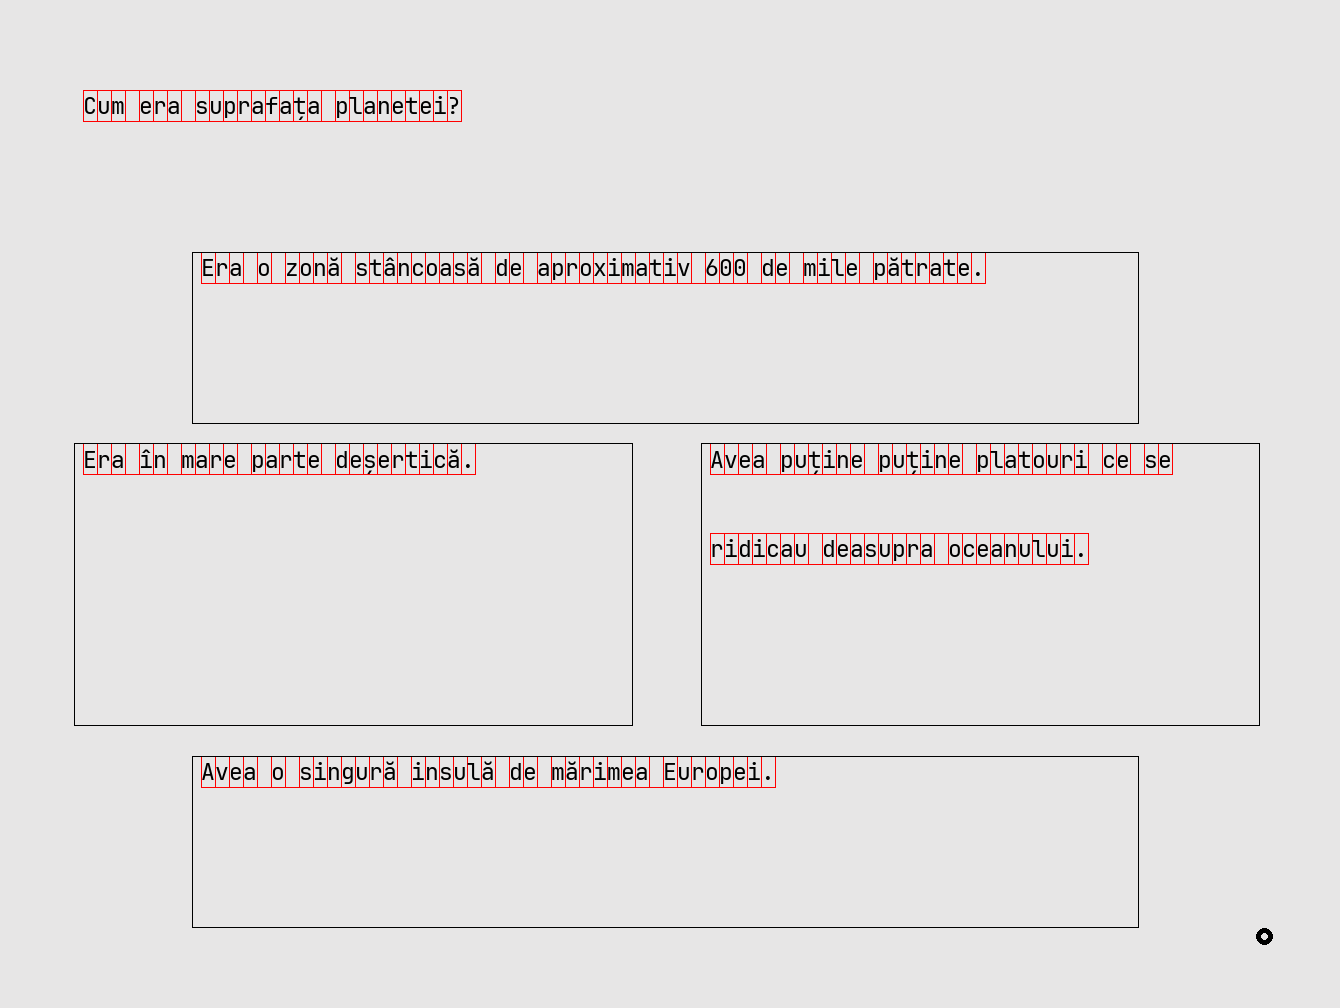 Cum era suprafața planetei?
Era o zonă stâncoasă de aproximativ 600 de mile pătrate.
Era în mare parte deșertică.
Avea puține puține platouri ce se
ridicau deasupra oceanului.
Avea o singură insulă de mărimea Europei.